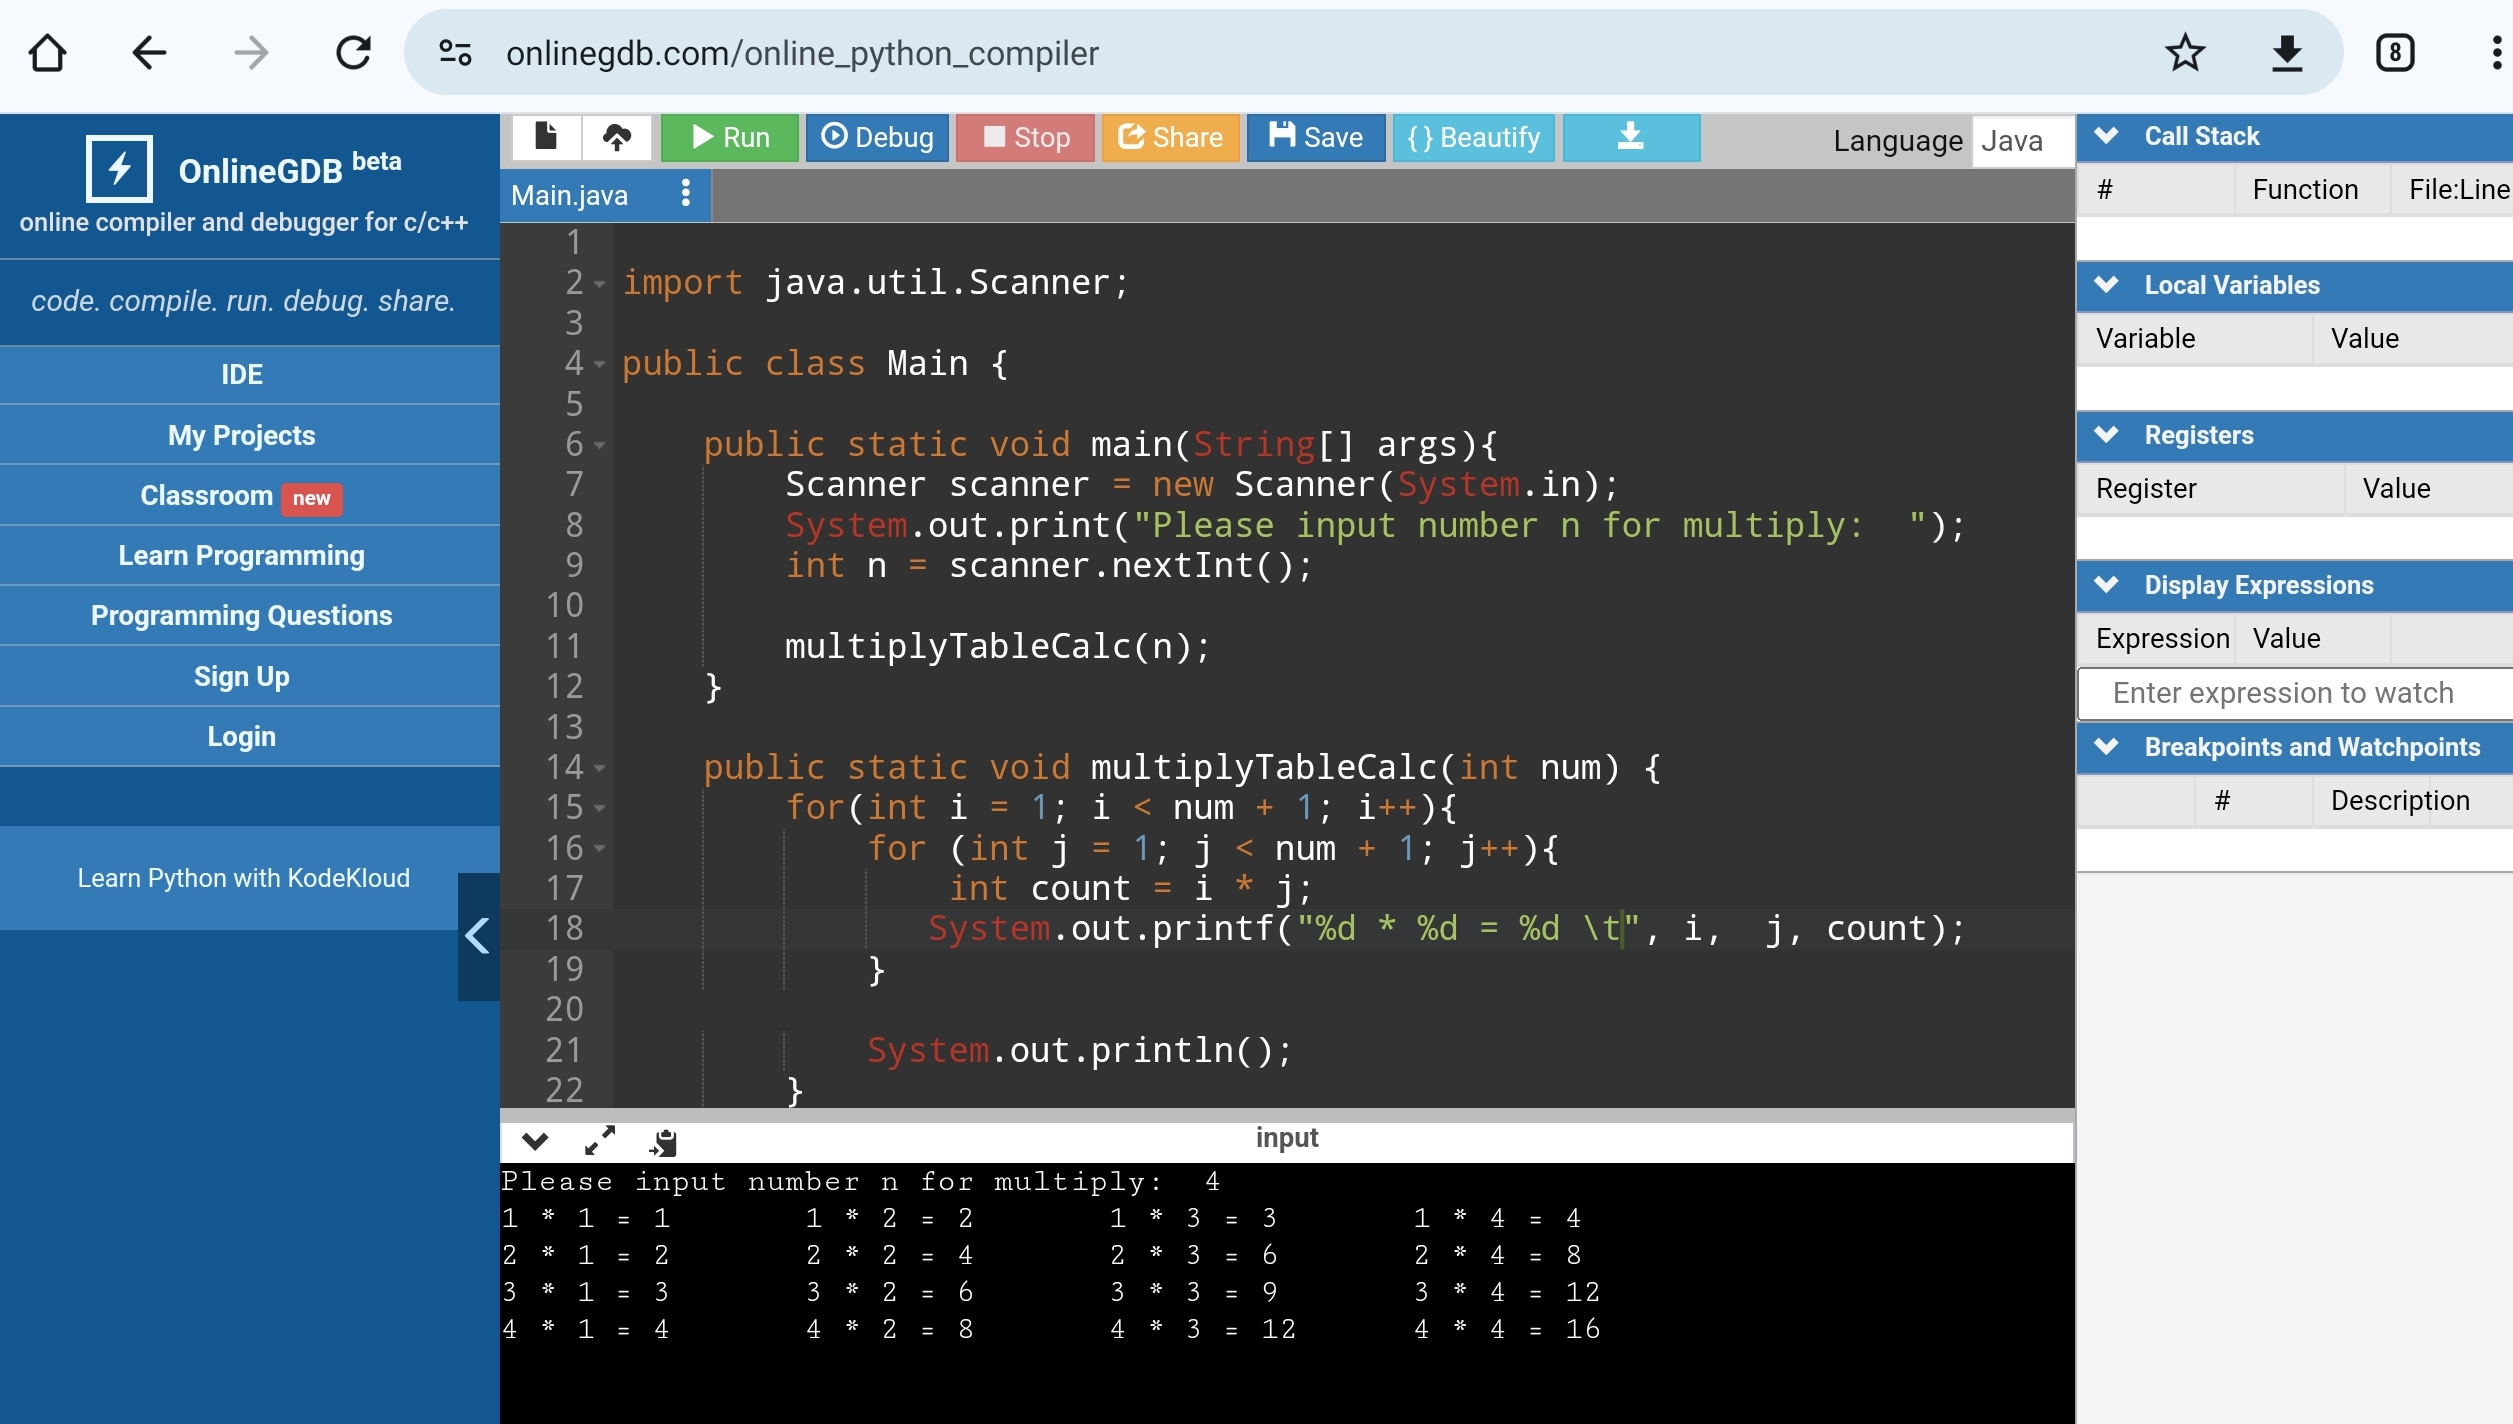 onlinegdb.com/online_python_compiler
8
OnlineGDB beta
online compiler and debugger for c/c++
code. compile. run. debug. share.
IDE
My Projects
Classroom new
Learn Programming
Programming Questions
Sign Up
Login
Learn Python with KodeKloud
Run
Debug
Stop
Share
Save
{ } Beautify
Language Java
Main.java
1
2 import java.util.Scanner;
3
4 public class Main {
5
6     public static void main(String[] args){
7         Scanner scanner = new Scanner(System.in);
8         System.out.print("Please input number n for multiply:  ");
9         int n = scanner.nextInt();
10
11         multiplyTableCalc(n);
12     }
13
14     public static void multiplyTableCalc(int num) {
15         for(int i = 1; i < num + 1; i++){
16             for (int j = 1; j < num + 1; j++){
17                 int count = i * j;
18                System.out.printf("%d * %d = %d \t", i,  j, count);
19             }
20
21             System.out.println();
22         }
input
Please input number n for multiply:  4
1 * 1 = 1       1 * 2 = 2       1 * 3 = 3       1 * 4 = 4
2 * 1 = 2       2 * 2 = 4       2 * 3 = 6       2 * 4 = 8
3 * 1 = 3       3 * 2 = 6       3 * 3 = 9       3 * 4 = 12
4 * 1 = 4       4 * 2 = 8       4 * 3 = 12      4 * 4 = 16
Call Stack
# Function File:Line
Local Variables
Variable Value
Registers
Register Value
Display Expressions
Expression Value
Enter expression to watch
Breakpoints and Watchpoints
# Description